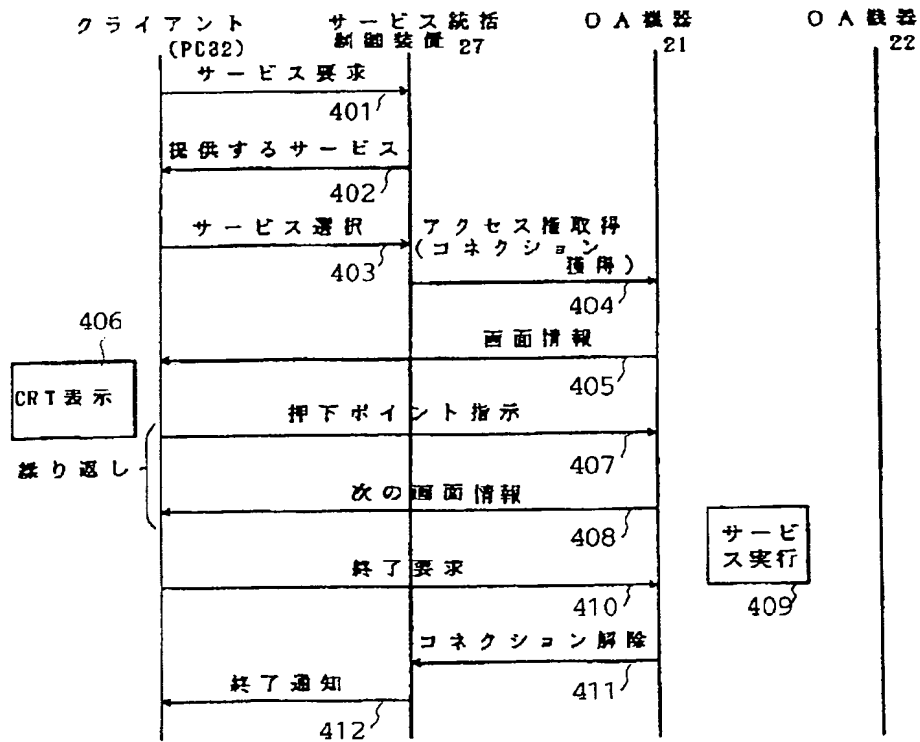 クライアント
(PC32)
サービス統括
制御装置 27
OA機器
21
OA機器
22
サービス要求
401
提供するサービス
402
サービス選択
403
アクセス権取得
(コネクション
獲得)
404
画面情報
405
406
CRT表示
押下ポイント指示
407
繰り返し
次の画面情報
408
サービ
ス実行
409
終了要求
410
コネクション解除
411
終了通知
412